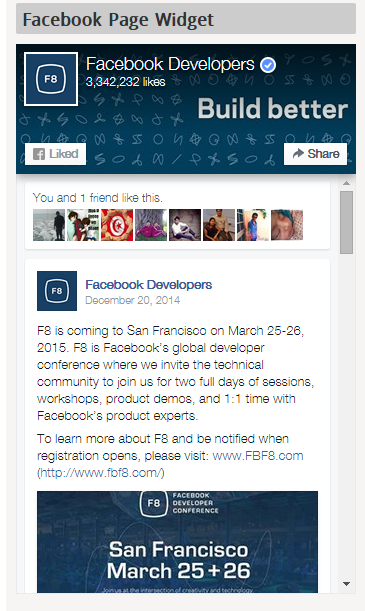 Facebook Page Widget
F8
Facebook Developers
3,342,232 likes
Build better
Liked
Share
You and 1 friend like this.
F8
Facebook Developers
December 20, 2014
F8 is coming to San Francisco on March 25-26,
2015. F8 is Facebook's global developer
conference where we invite the technical
community to join us for two full days of sessions,
workshops, product demos, and 1:1 time with
Facebook's product experts.
To learn more about F8 and be notified when
registration opens, please visit: www.FBF8.com
(http://www.fbf8.com/)
F8
FACEBOOK
DEVELOPER
CONFERENCE
San Francisco
March 25+26
Join us at the intersection of creativity and technology.